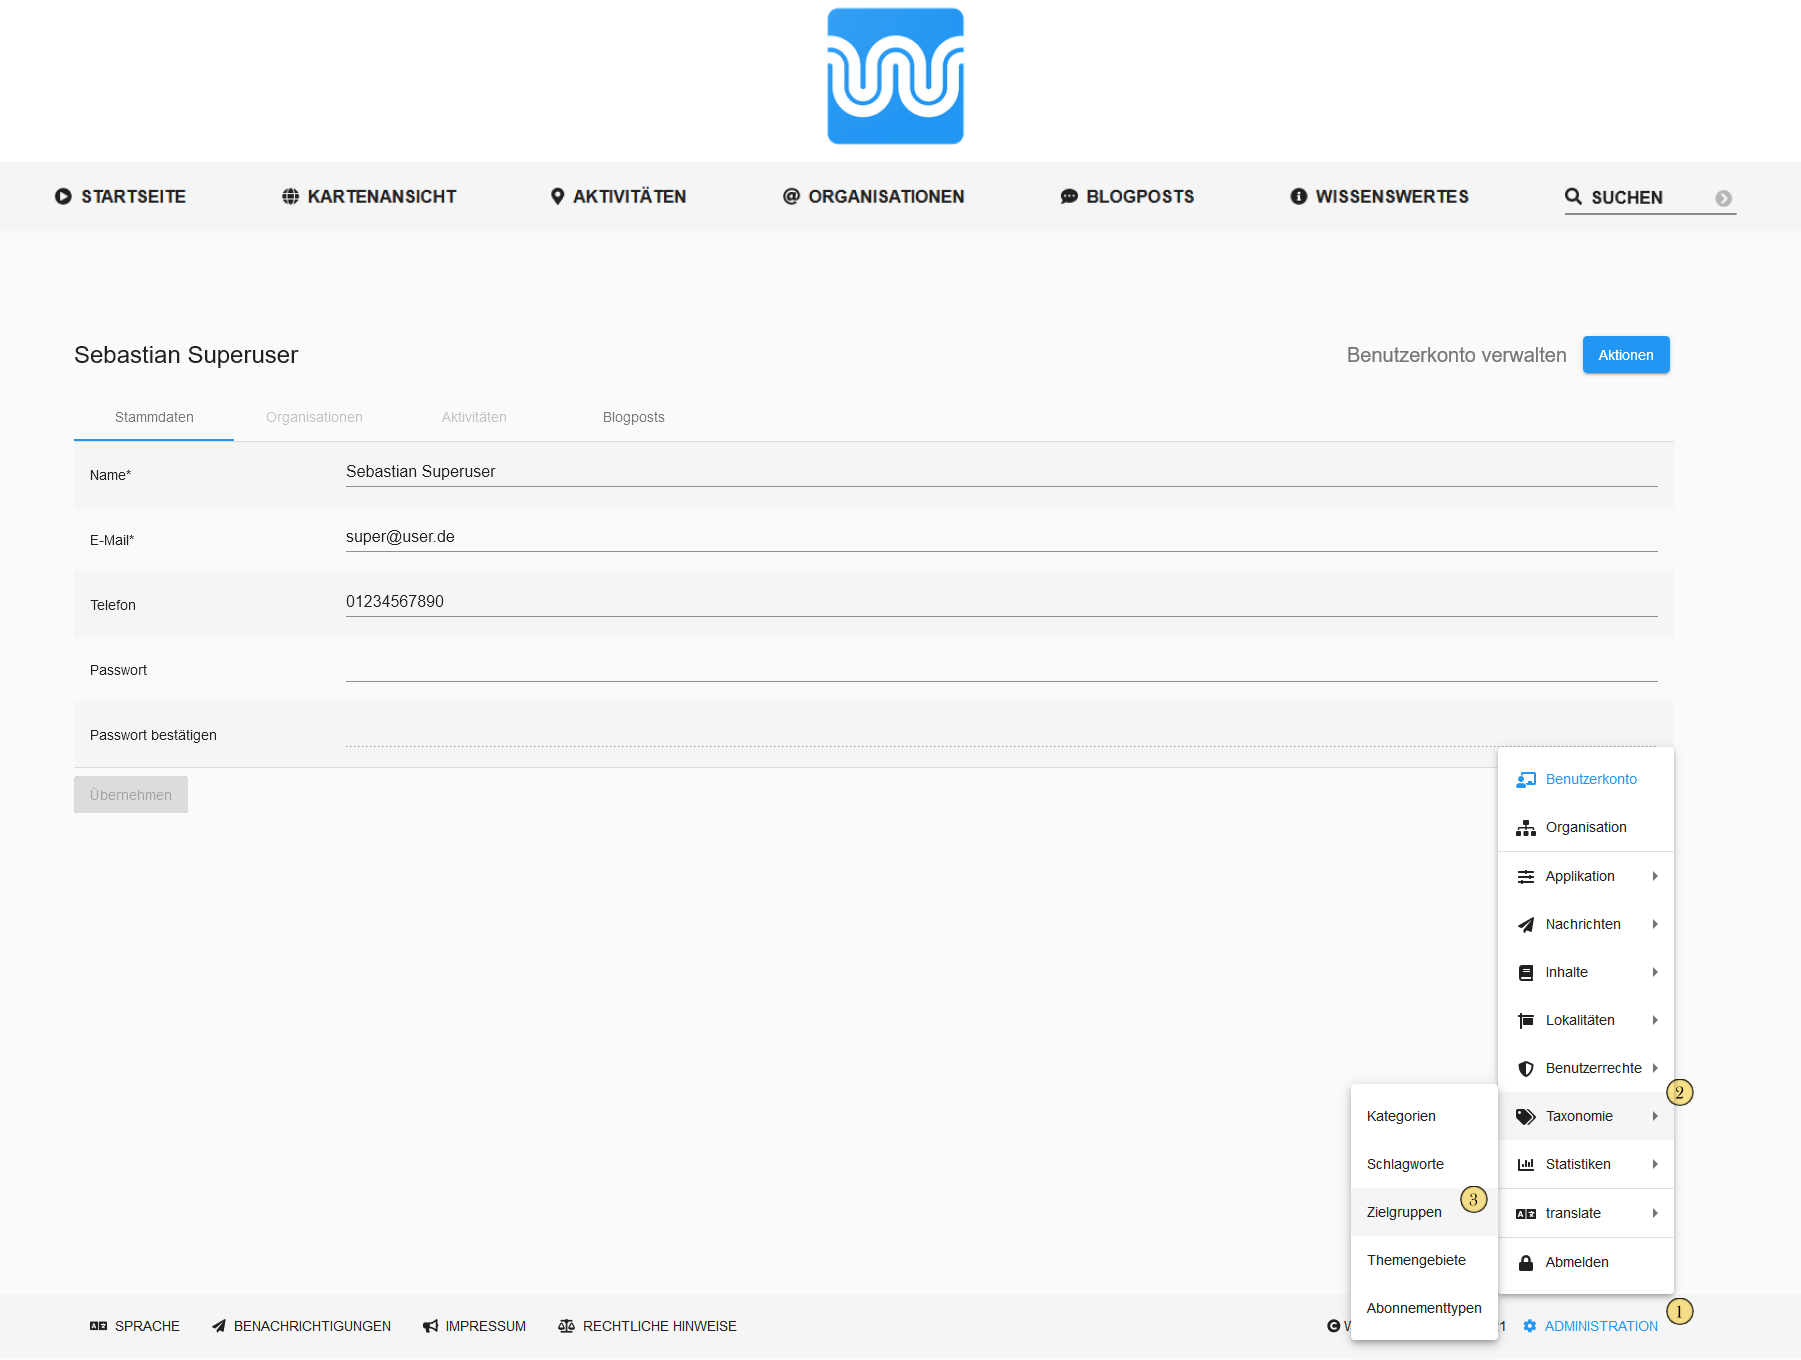 STARTSEITE KARTENANSICHT AKTIVITÄTEN ORGANISATIONEN BLOGPOSTS WISSENSWERTES SUCHEN
Sebastian Superuser
Benutzerkonto verwalten Aktionen
Stammdaten Organisationen Aktivitäten Blogposts
Name* Sebastian Superuser
E-Mail* super@user.de
Telefon 01234567890
Passwort
Passwort bestätigen
Übernehmen
Benutzerkonto
Organisation
Applikation
Nachrichten
Inhalte
Lokalitäten
Benutzerrechte
2
Taxonomie
Statistiken
translate
Abmelden
Kategorien
Schlagworte
3
Zielgruppen
Themengebiete
Abonnementtypen
1
SPRACHE BENACHRICHTIGUNGEN IMPRESSUM RECHTLICHE HINWEISE ADMINISTRATION